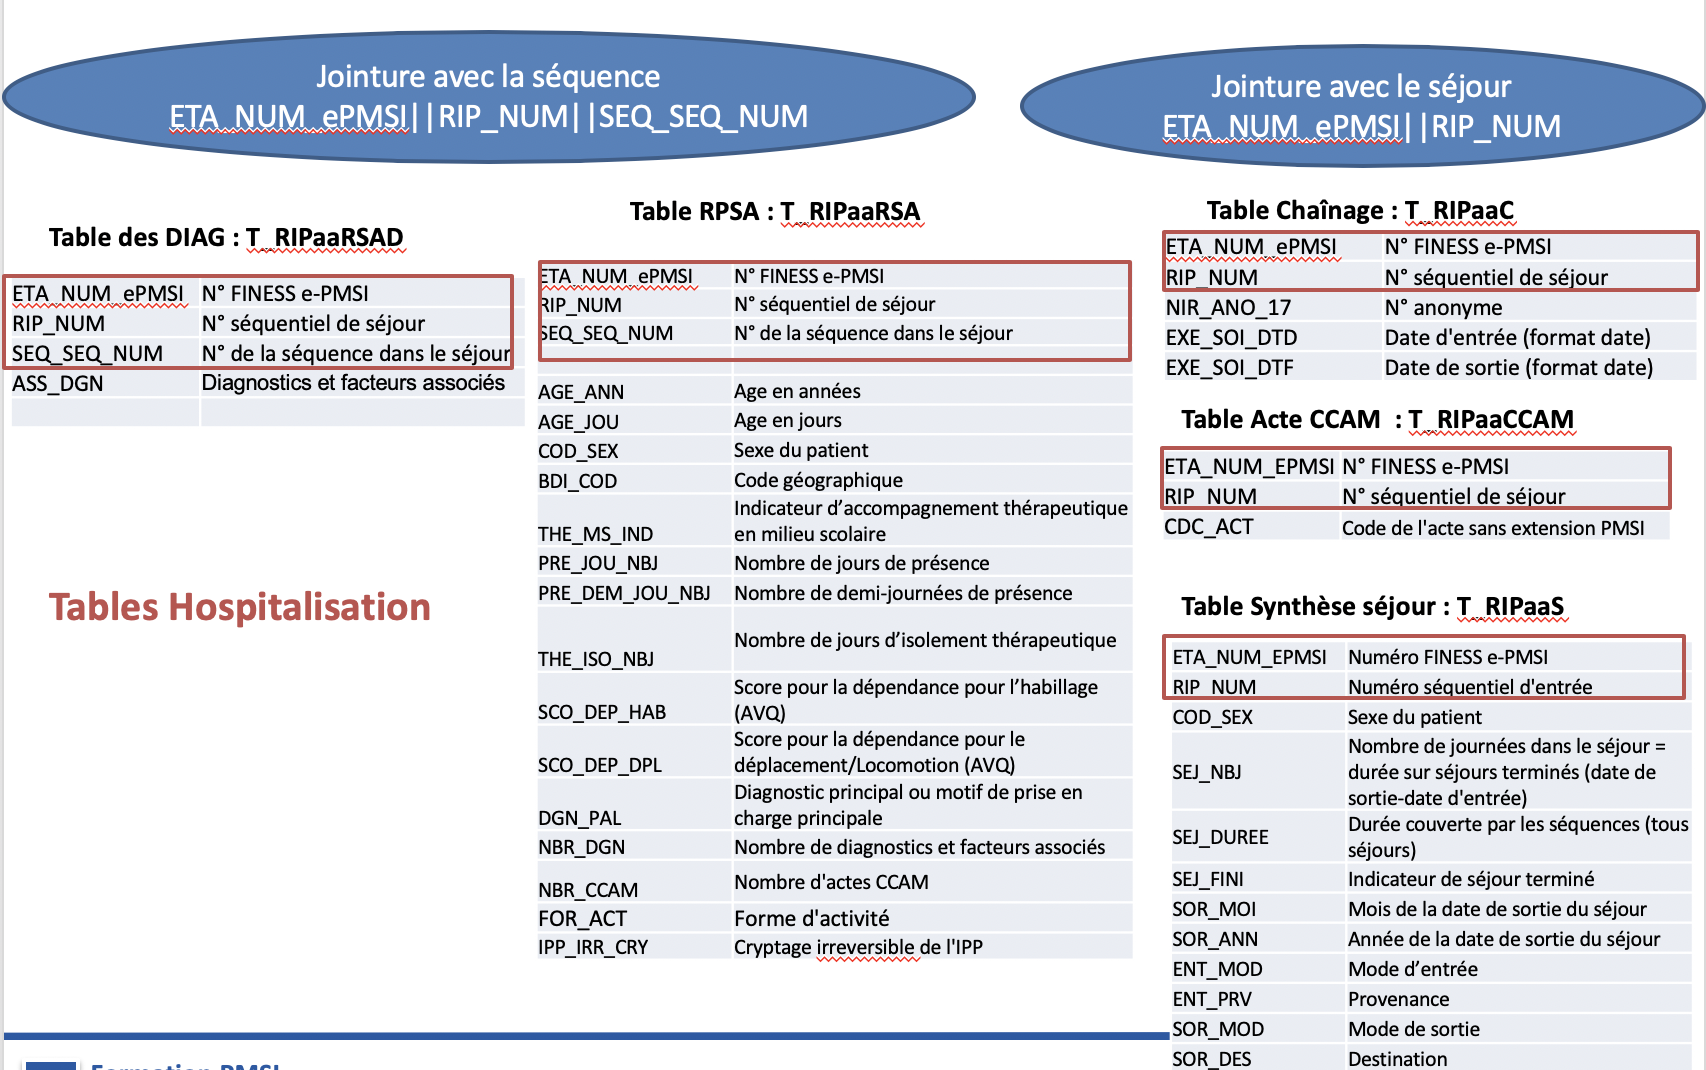 Jointure avec la séquence
ETA_NUM_ePMSI||RIP_NUM||SEQ_SEQ_NUM
Jointure avec le séjour
ETA_NUM_ePMSI||RIP_NUM
Table des DIAG : T_RIPaaRSAD
ETA_NUM_ePMSI N° FINESS e-PMSI
RIP_NUM N° séquentiel de séjour
SEQ_SEQ_NUM N° de la séquence dans le séjour
ASS_DGN Diagnostics et facteurs associés
Tables Hospitalisation
Table RPSA : T_RIPaaRSA
ETA_NUM_ePMSI N° FINESS e-PMSI
RIP_NUM N° séquentiel de séjour
SEQ_SEQ_NUM N° de la séquence dans le séjour
AGE_ANN Age en années
AGE_JOU Age en jours
COD_SEX Sexe du patient
BDI_COD Code géographique
Indicateur d’accompagnement thérapeutique
THE_MS_IND en milieu scolaire
PRE_JOU_NBJ Nombre de jours de présence
PRE_DEM_JOU_NBJ Nombre de demi-journées de présence
Nombre de jours d’isolement thérapeutique
THE_ISO_NBJ
Score pour la dépendance pour l’habillage
SCO_DEP_HAB (AVQ)
Score pour la dépendance pour le
SCO_DEP_DPL déplacement/Locomotion (AVQ)
Diagnostic principal ou motif de prise en
DGN_PAL charge principale
NBR_DGN Nombre de diagnostics et facteurs associés
NBR_CCAM Nombre d'actes CCAM
FOR_ACT Forme d'activité
IPP_IRR_CRY Cryptage irreversible de l'IPP
Table Chaînage : T_RIPaaC
ETA_NUM_ePMSI N° FINESS e-PMSI
RIP_NUM N° séquentiel de séjour
NIR_ANO_17 N° anonyme
EXE_SOI_DTD Date d'entrée (format date)
EXE_SOI_DTF Date de sortie (format date)
Table Acte CCAM : T_RIPaaCCAM
ETA_NUM_EPMSI N° FINESS e-PMSI
RIP_NUM N° séquentiel de séjour
CDC_ACT Code de l'acte sans extension PMSI
Table Synthèse séjour : T_RIPaaS
ETA_NUM_EPMSI Numéro FINESS e-PMSI
RIP_NUM Numéro séquentiel d'entrée
COD_SEX Sexe du patient
Nombre de journées dans le séjour =
SEJ_NBJ durée sur séjours terminés (date de
sortie-date d'entrée)
SEJ_DUREE Durée couverte par les séquences (tous
séjours)
SEJ_FINI Indicateur de séjour terminé
SOR_MOI Mois de la date de sortie du séjour
SOR_ANN Année de la date de sortie du séjour
ENT_MOD Mode d’entrée
ENT_PRV Provenance
SOR_MOD Mode de sortie
SOR_DES Destination
Formation PMSI